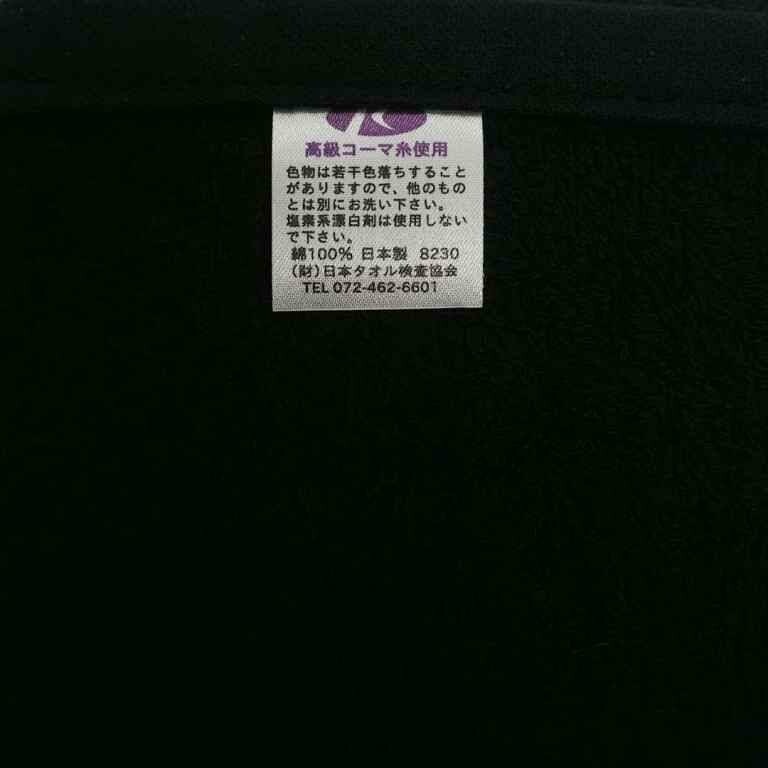 高級コーマ糸使用
色物は若干色落ちすること
がありますので、他のもの
とは別にお洗い下さい。
塩素系漂白剤は使用しない
で下さい。
綿100% 日本製 8230
(財)日本タオル検査協会
TEL 072-462-6601